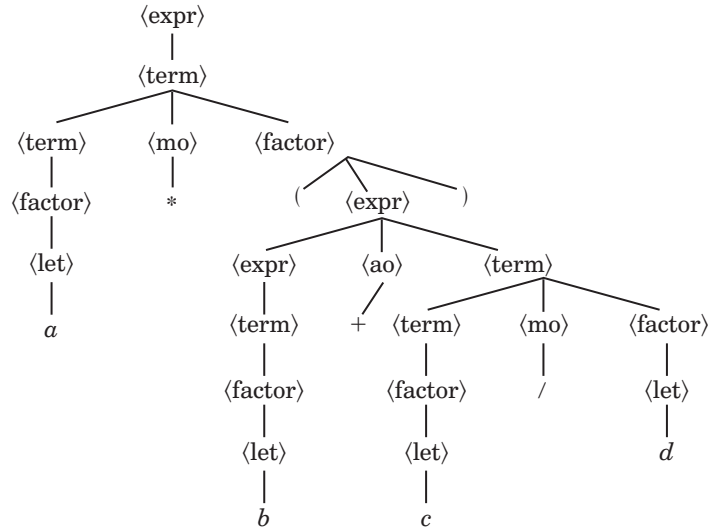 ⟨expr⟩
⟨term⟩
⟨term⟩ ⟨mo⟩ ⟨factor⟩
( )
⟨factor⟩ * ⟨expr⟩
⟨let⟩ ⟨expr⟩ ⟨ao⟩ ⟨term⟩
a ⟨term⟩ + ⟨term⟩ ⟨mo⟩ ⟨factor⟩
⟨factor⟩ ⟨factor⟩ / ⟨let⟩
⟨let⟩ ⟨let⟩ d
b c